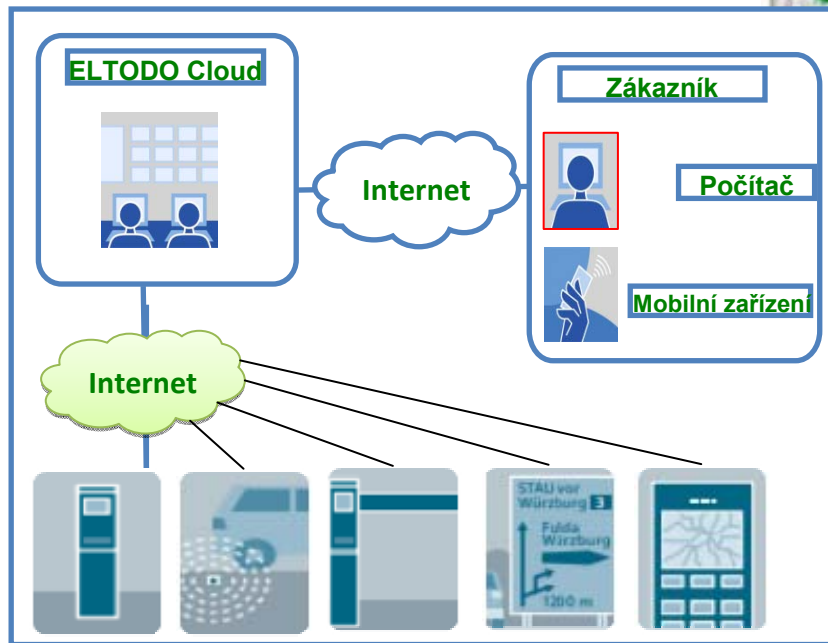 ELTODO Cloud
Zákazník
Internet
Počítač
Mobilní zařízení
Internet
STAU vor
Würzburg 3
Fulda
Würzburg
1200 m